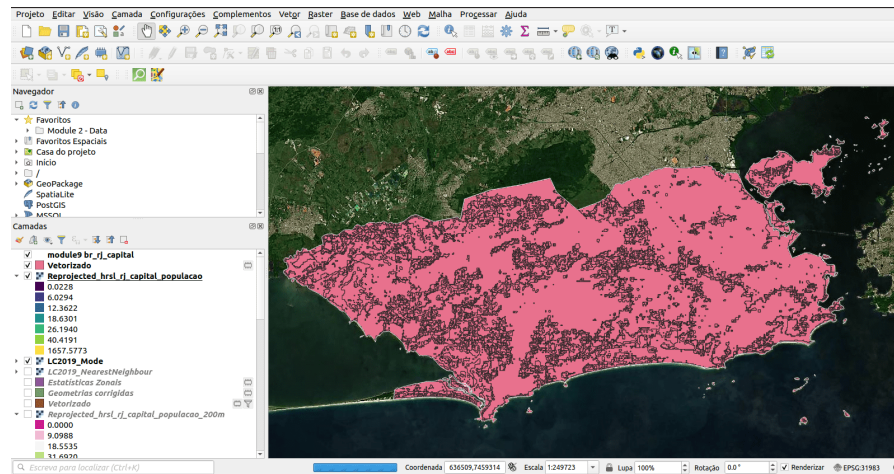 Projeto Editar Visão Camada Configurações Complementos Vetor Raster Base de dados Web Malha Processar Ajuda
Navegador
Favoritos
Module 2 - Data
Favoritos Espaciais
Casa do projeto
Início
/
GeoPackage
SpatiaLite
PostGIS
MSSQL
Camadas
module9 br_rj_capital
Vetorizado
Reprojected_hrsl_rj_capital_populacao
0.0228
6.0294
12.3622
18.6301
26.1940
40.4191
1657.5773
LC2019_Mode
LC2019_NearestNeighbour
Estatísticas Zonais
Geometrias corrigidas
Vetorizado
Reprojected_hrsl_rj_capital_populacao_200m
0.0000
9.0988
18.5535
31.6920
Escreva para localizar (Ctrl+K)
Coordenada 636509,7459314 Escala 1:249723 Lupa 100% Rotação 0.0° Renderizar EPSG:31983